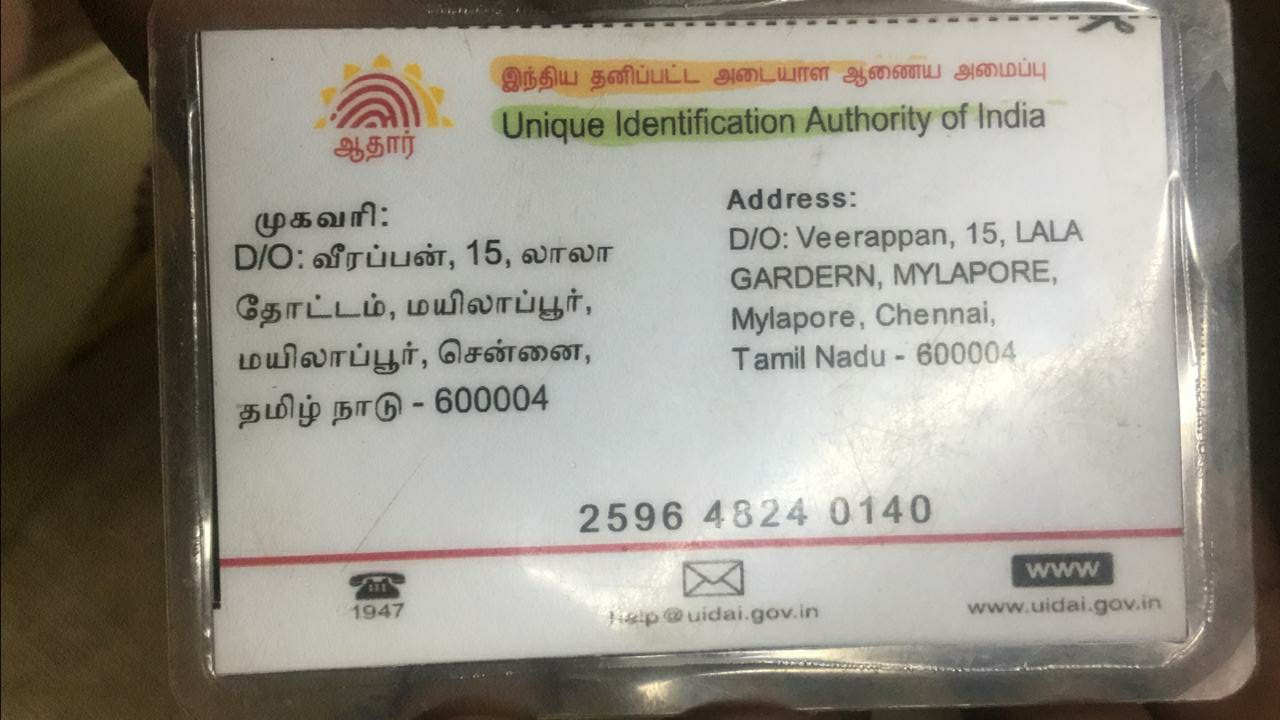 இந்திய தனிப்பட்ட அடையாள ஆணைய அமைப்பு
Unique Identification Authority of India
ஆதார்
முகவரி:
D/O: வீரப்பன், 15, லாலா
தோட்டம், மயிலாப்பூர்,
மயிலாப்பூர், சென்னை,
தமிழ் நாடு - 600004
Address:
D/O: Veerappan, 15, LALA
GARDERN, MYLAPORE,
Mylapore, Chennai,
Tamil Nadu - 600004
2596 4824 0140
1947
help@uidai.gov.in
WWW
www.uidai.gov.in